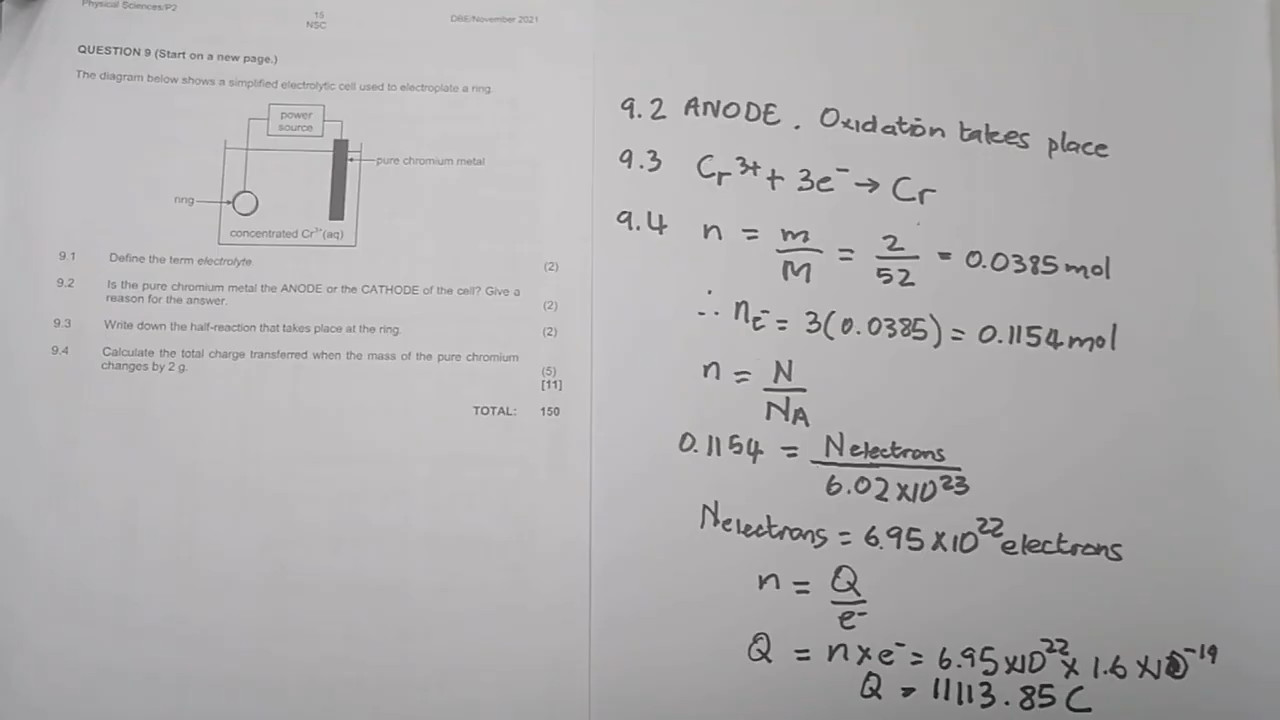 Physical Sciences/P2
15
NSC
DBE/November 2021
QUESTION 9 (Start on a new page.)
The diagram below shows a simplified electrolytic cell used to electroplate a ring.
power
source
pure chromium metal
ring
concentrated Cr³⁺(aq)
9.1 Define the term electrolyte. (2)
9.2 Is the pure chromium metal the ANODE or the CATHODE of the cell? Give a
reason for the answer. (2)
9.3 Write down the half-reaction that takes place at the ring. (2)
9.4 Calculate the total charge transferred when the mass of the pure chromium
changes by 2 g. (5)
[11]
TOTAL: 150
9.2 ANODE. Oxidation takes place
9.3 Cr³⁺ + 3e⁻ → Cr
9.4 n = m/M = 2/52 = 0.0385 mol
∴ nₑ⁻ = 3(0.0385) = 0.1154 mol
n = N/NA
0.1154 = Nelectrons/6.02×10²³
Nelectrons = 6.95×10²² electrons
n = Q/e⁻
Q = n×e⁻ = 6.95×10²² × 1.6×10⁻¹⁹
Q = 11113.85 C